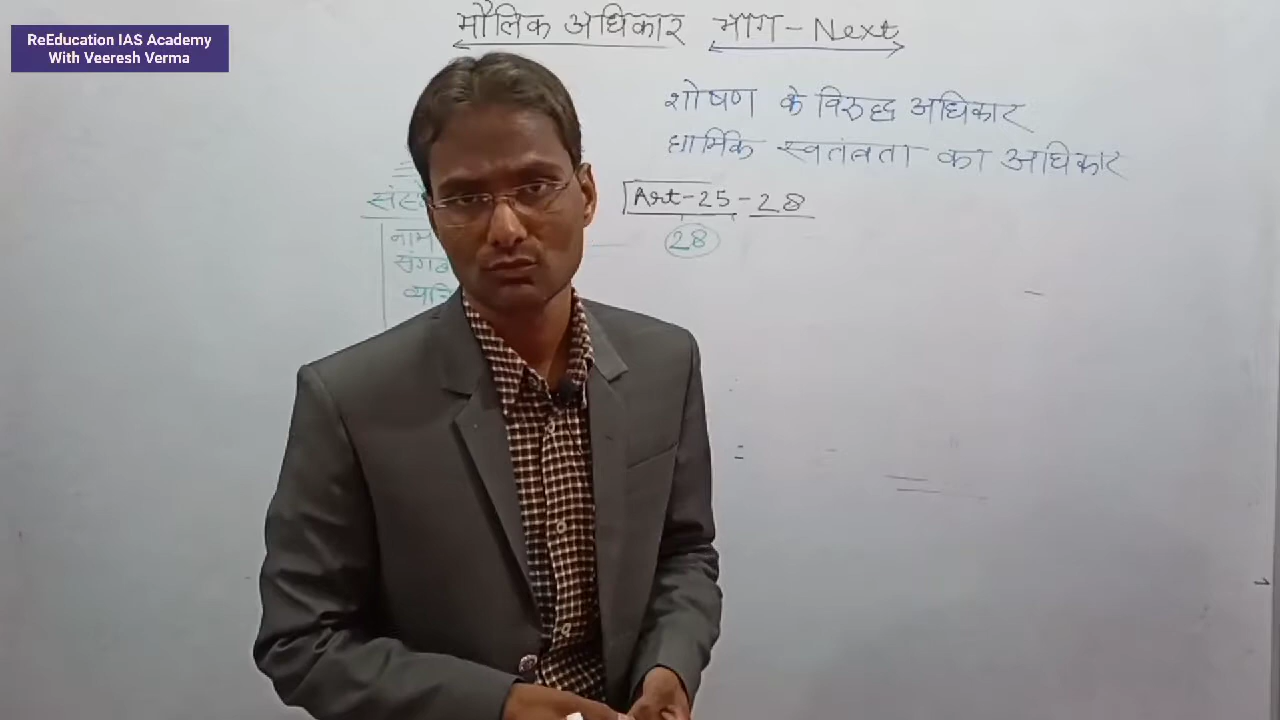 ReEducation IAS Academy
With Veeresh Verma
मौलिक अधिकार भाग - Next
शोषण के विरुद्ध अधिकार
धार्मिक स्वतंत्रता का अधिकार
Art-25-28
28
नाम